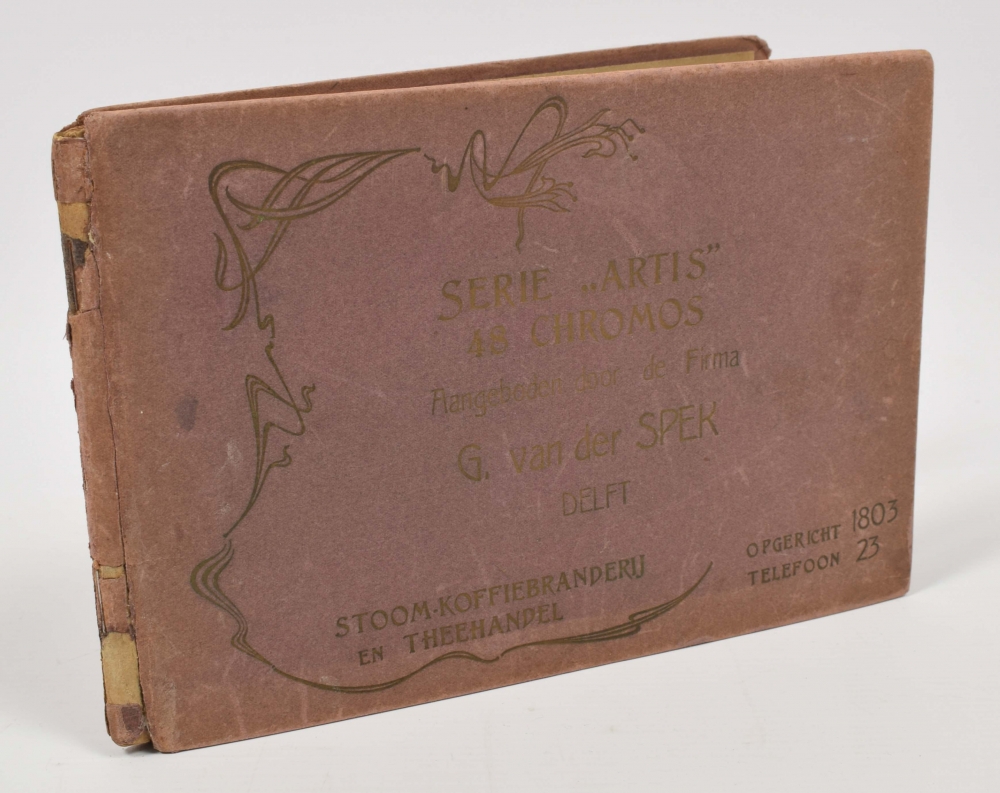 SERIE „ARTIS”
48 CHROMOS
Aangeboden door de Firma
G. van der SPEK
DELFT
STOOM-KOFFIEBRANDERIJ
EN THEEHANDEL
OPGERICHT 1803
TELEFOON 23